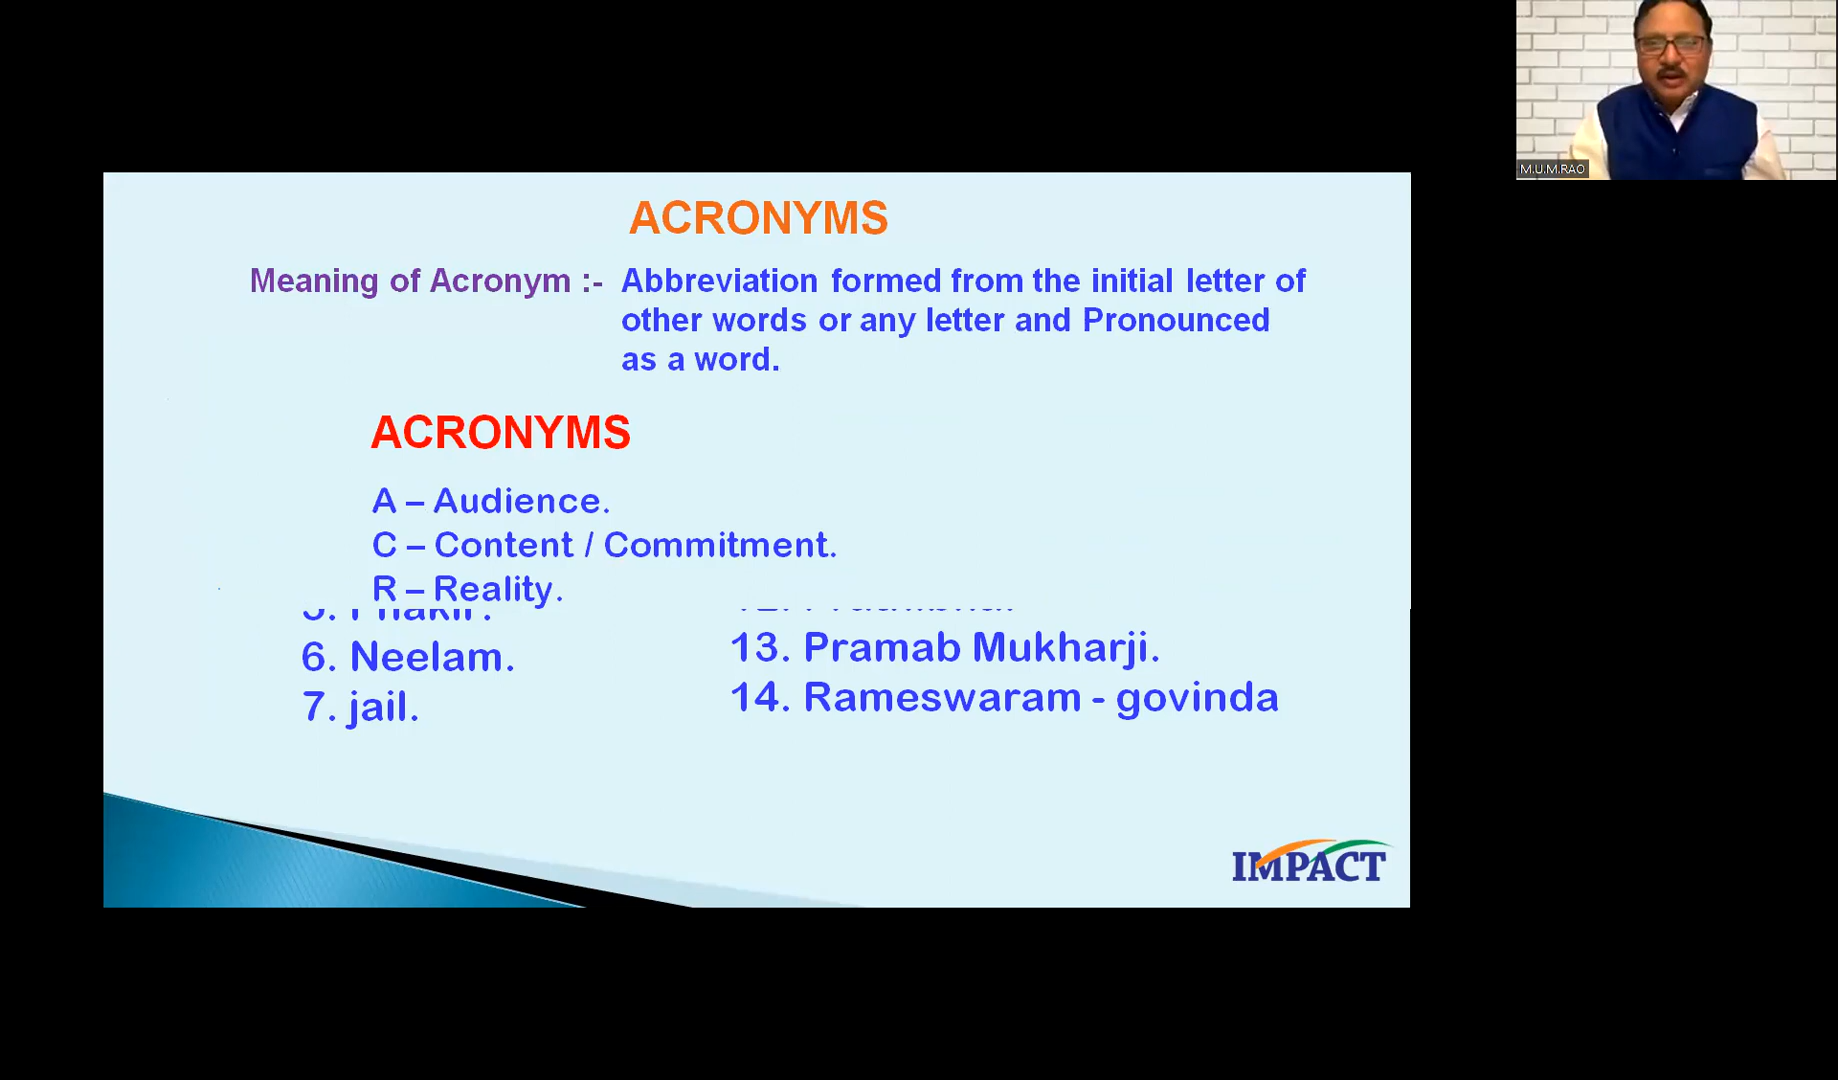 M.U.M.RAO
ACRONYMS
Meaning of Acronym :- Abbreviation formed from the initial letter of
other words or any letter and Pronounced
as a word.
ACRONYMS
A – Audience.
C – Content / Commitment.
R – Reality.
6. Neelam.
7. jail.
13. Pramab Mukharji.
14. Rameswaram - govinda
IMPACT